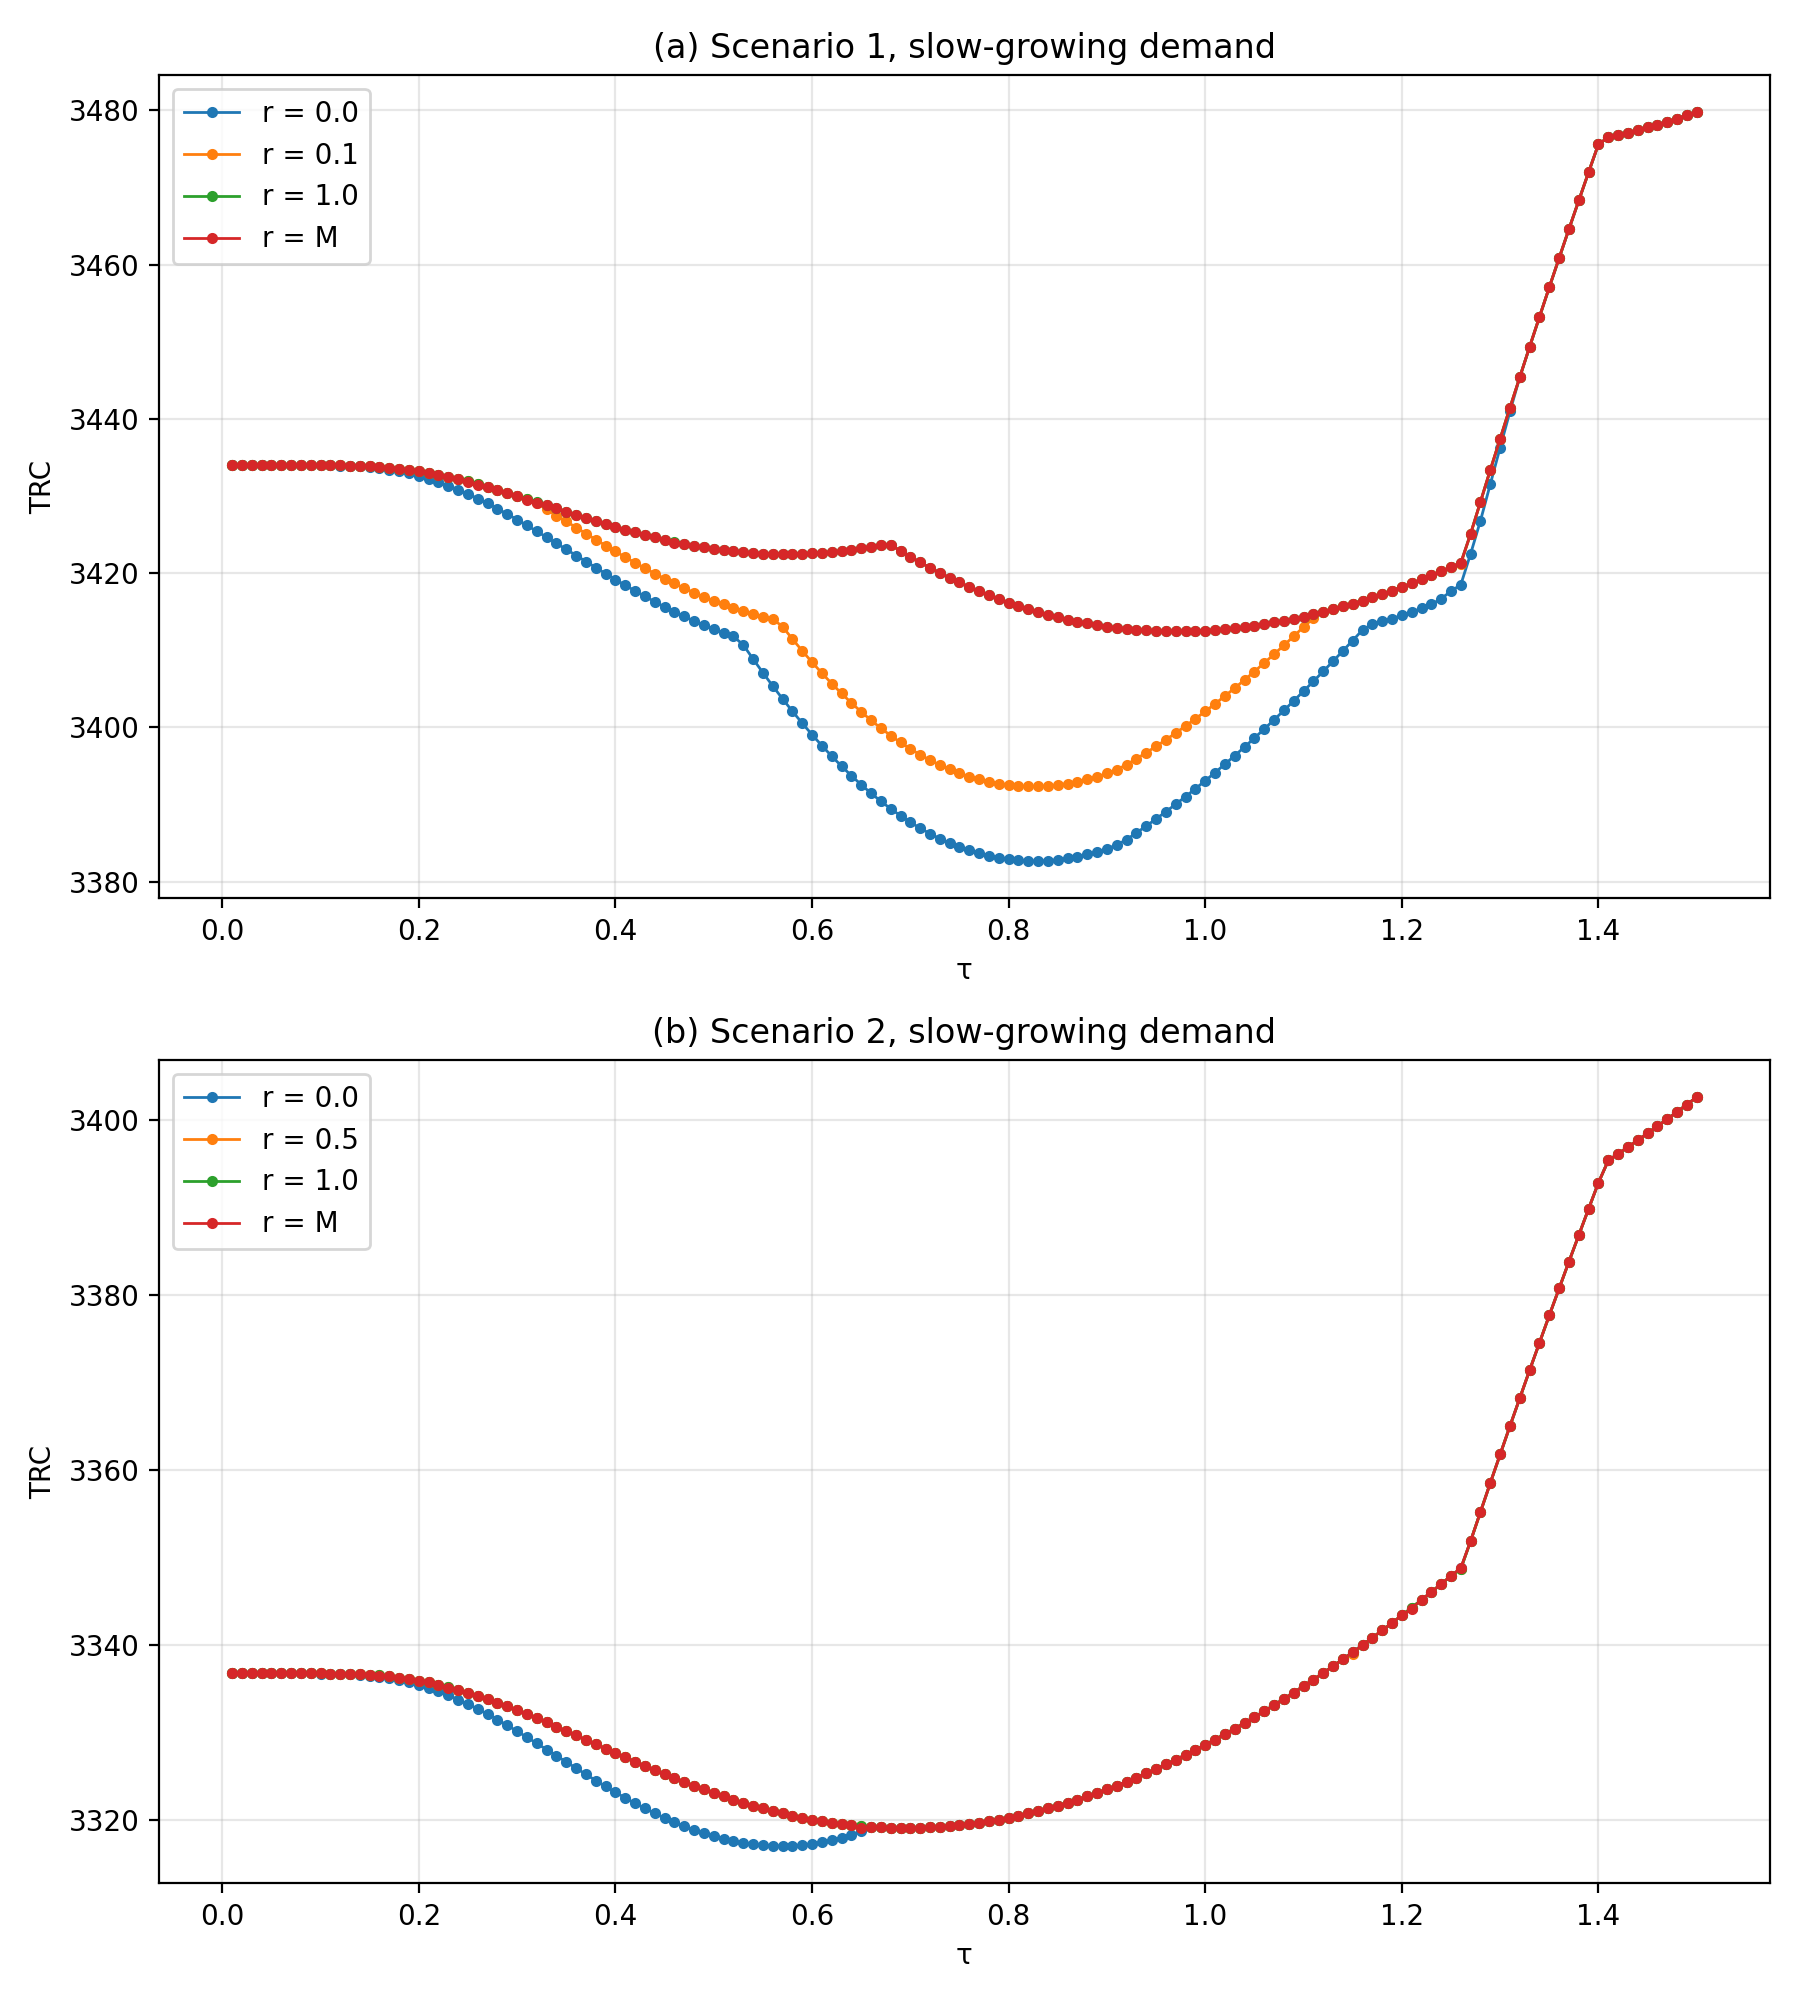 (a) Scenario 1, slow-growing demand
r = 0.0
r = 0.1
r = 1.0
r = M
3480
3460
3440
3420
3400
3380
TRC
0.0 0.2 0.4 0.6 0.8 1.0 1.2 1.4
τ
(b) Scenario 2, slow-growing demand
r = 0.0
r = 0.5
r = 1.0
r = M
3400
3380
3360
3340
3320
TRC
0.0 0.2 0.4 0.6 0.8 1.0 1.2 1.4
τ